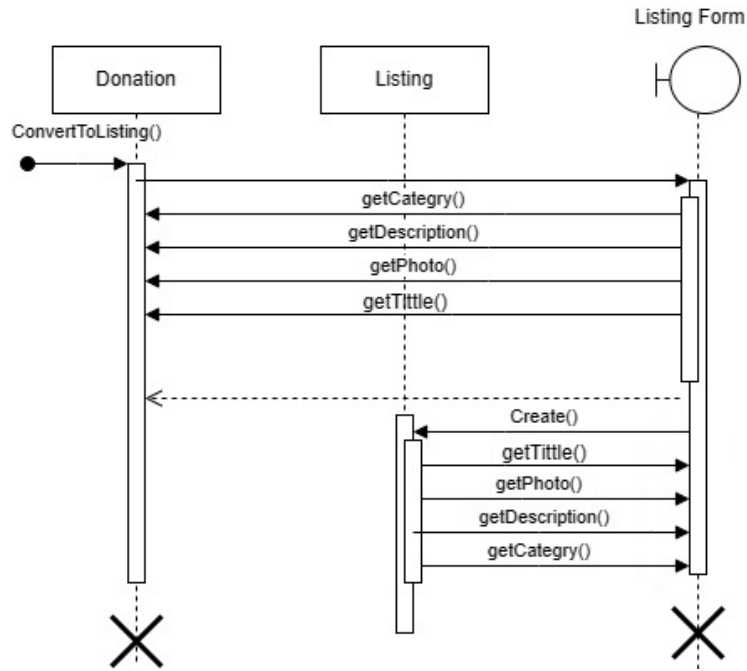 Listing Form
Donation
Listing
ConvertToListing()
getCategry()
getDescription()
getPhoto()
getTittle()
Create()
getTittle()
getPhoto()
getDescription()
getCategry()